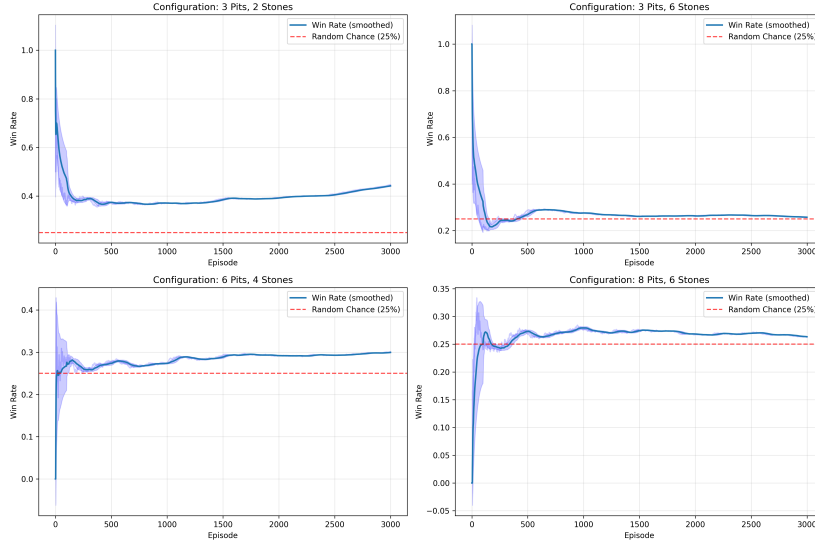 Configuration: 3 Pits, 2 Stones
Win Rate (smoothed)
Random Chance (25%)
1.0
0.8
0.6
0.4
Win Rate
0
500
1000
1500
2000
2500
3000
Episode
Configuration: 3 Pits, 6 Stones
Win Rate (smoothed)
Random Chance (25%)
1.0
0.8
0.6
0.4
0.2
Win Rate
0
500
1000
1500
2000
2500
3000
Episode
Configuration: 6 Pits, 4 Stones
Win Rate (smoothed)
Random Chance (25%)
0.4
0.3
0.2
0.1
0.0
Win Rate
0
500
1000
1500
2000
2500
3000
Episode
Configuration: 8 Pits, 6 Stones
Win Rate (smoothed)
Random Chance (25%)
0.35
0.30
0.25
0.20
0.15
0.10
0.05
0.00
−0.05
Win Rate
0
500
1000
1500
2000
2500
3000
Episode